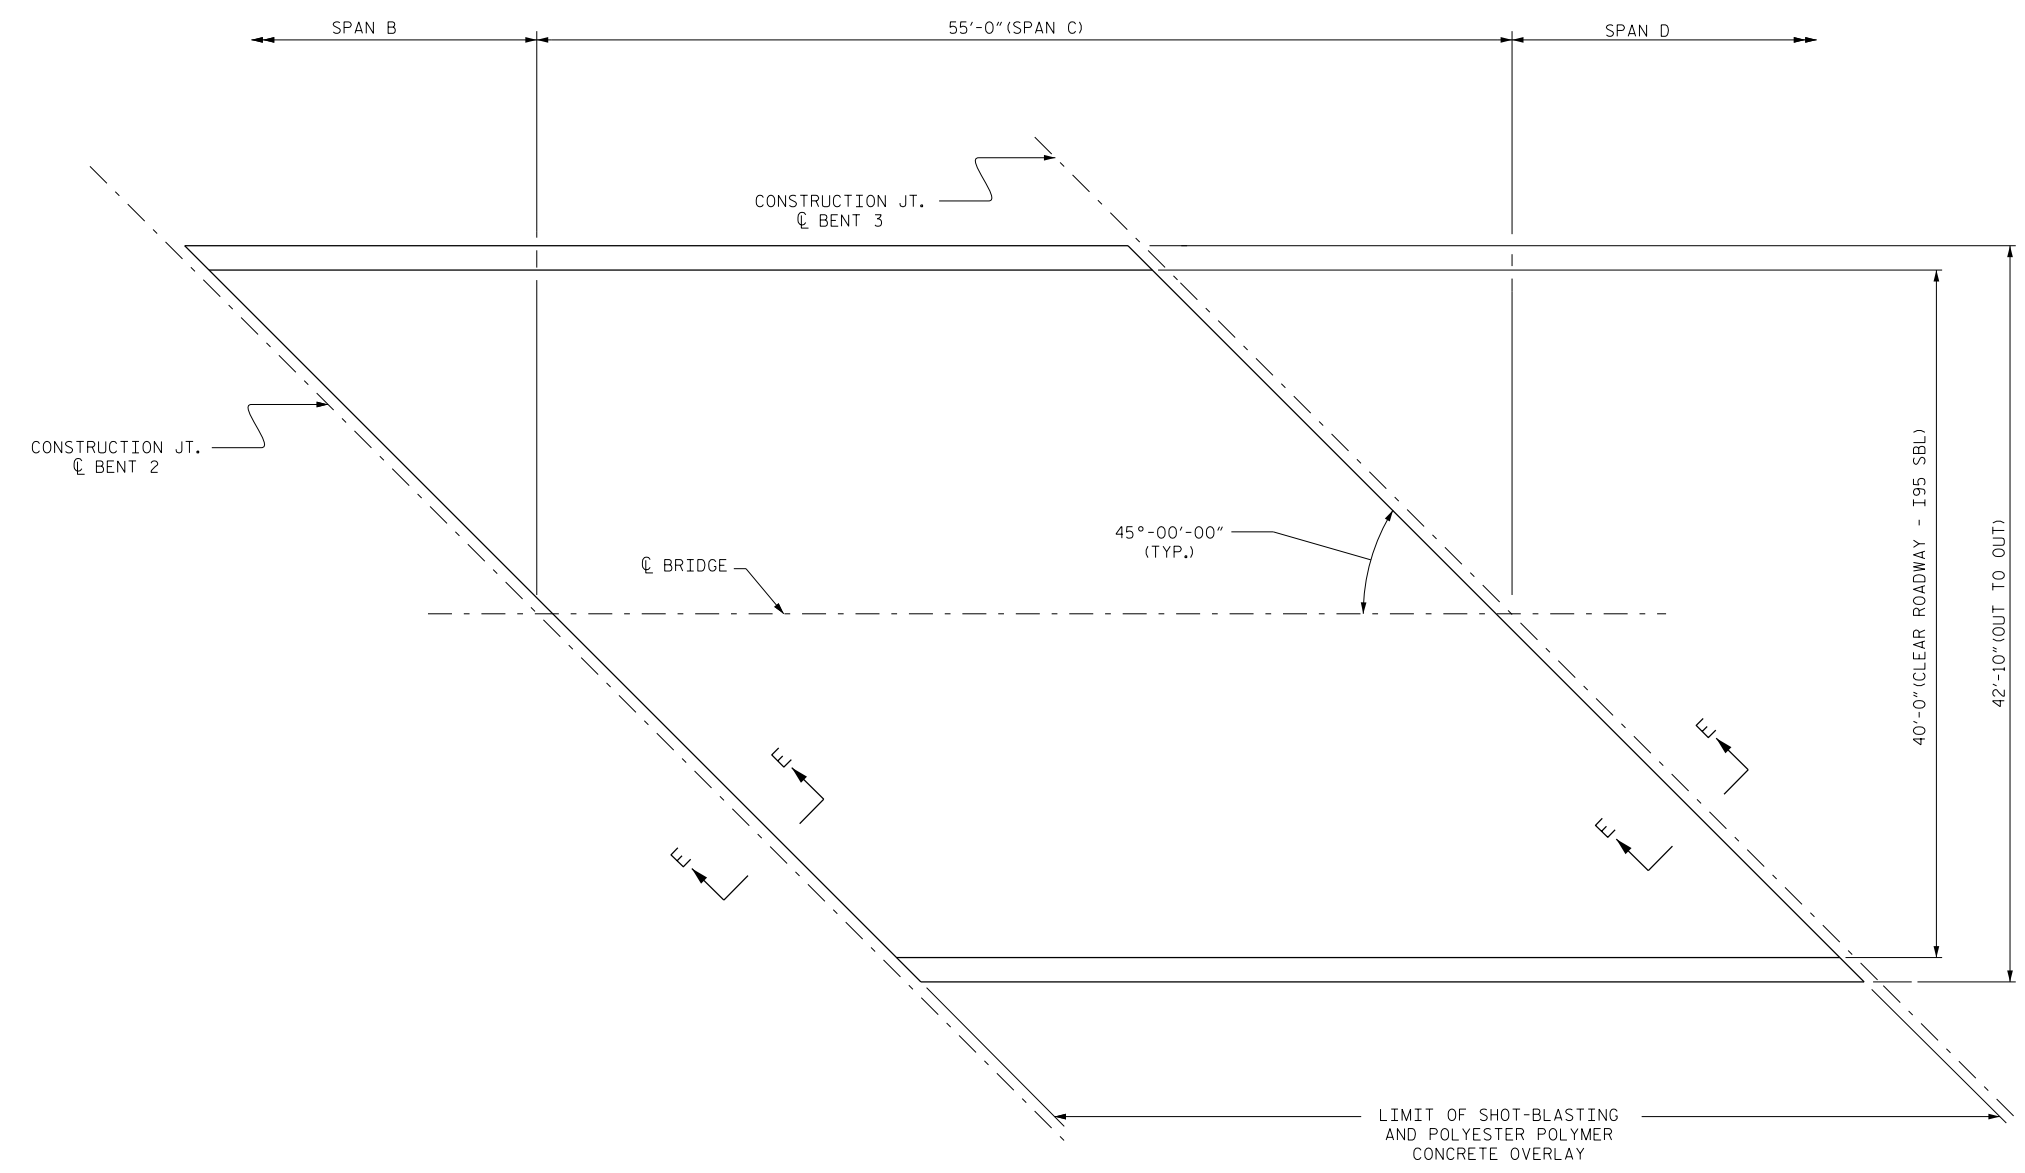 SPAN B
55'-0"(SPAN C)
SPAN D
CONSTRUCTION JT.
℄ BENT 3
CONSTRUCTION JT.
℄ BENT 2
℄ BRIDGE
45°-00'-00"
(TYP.)
40'-0"(CLEAR ROADWAY - I95 SBL)
42'-10"(OUT TO OUT)
E
E
E
E
LIMIT OF SHOT-BLASTING
AND POLYESTER POLYMER
CONCRETE OVERLAY